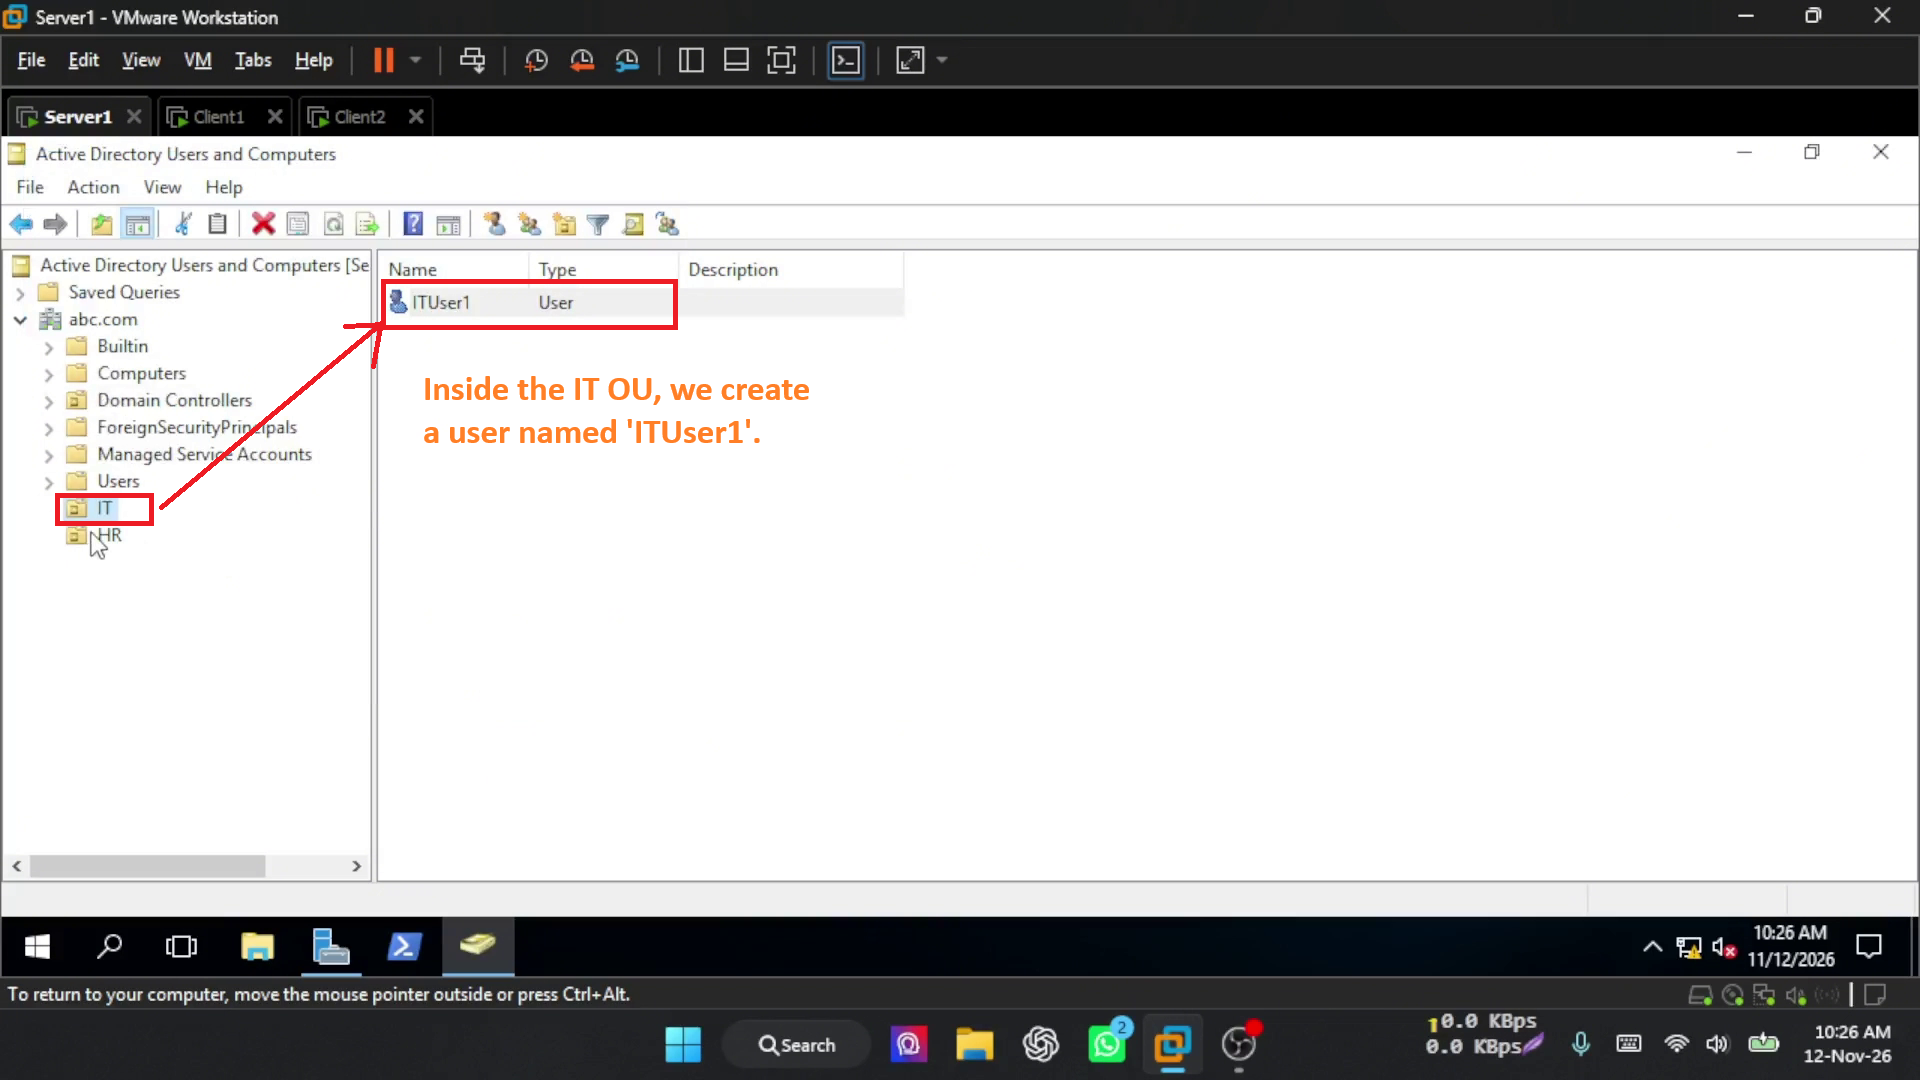 Server1 - VMware Workstation
File Edit View VM Tabs Help
Server1 Client1 Client2
Active Directory Users and Computers
File Action View Help
Active Directory Users and Computers [Se
Saved Queries
abc.com
Builtin
Computers
Domain Controllers
ForeignSecurityPrincipals
Managed Service Accounts
Users
IT
HR
Name Type Description
ITUser1 User
Inside the IT OU, we create
a user named 'ITUser1'.
10:26 AM
11/12/2026
To return to your computer, move the mouse pointer outside or press Ctrl+Alt.
Search
2
0.0 KBps
0.0 KBps
10:26 AM
12-Nov-26